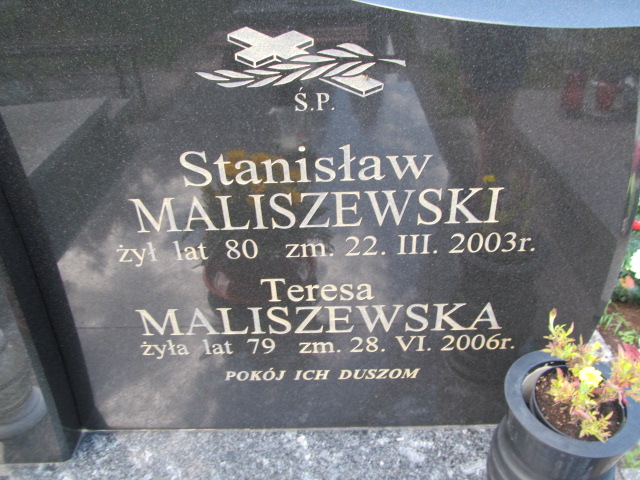 Ś.P.
Stanisław
MALISZEWSKI
żył lat 80 zm. 22. III. 2003r.
Teresa
MALISZEWSKA
żyła lat 79 zm. 28. VI. 2006r.
POKÓJ ICH DUSZOM